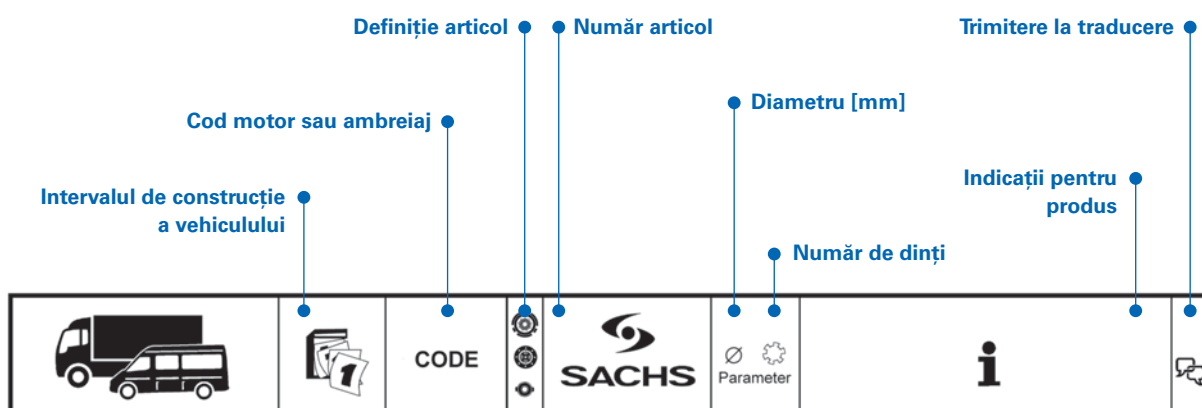 Definiție articol
Număr articol
Trimitere la traducere
Diametru [mm]
Cod motor sau ambreiaj
Indicații pentru
produs
Intervalul de construcție
a vehiculului
Număr de dinți
1
CODE
SACHS
Ø
Parameter
i